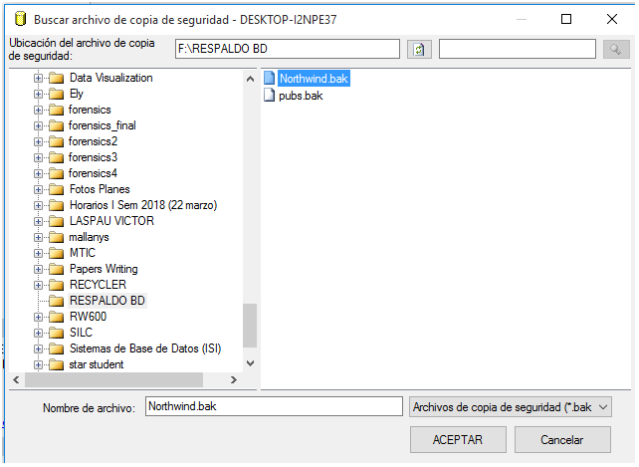 Buscar archivo de copia de seguridad - DESKTOP-I2NPE37
Ubicación del archivo de copia
de seguridad:
F:\RESPALDO BD
Data Visualization
Ely
forensics
forensics_final
forensics2
forensics3
forensics4
Fotos Planes
Horarios I Sem 2018 (22 marzo)
LASPAU VICTOR
mallanys
MTIC
Papers Writing
RECYCLER
RESPALDO BD
RW600
SILC
Sistemas de Base de Datos (ISI)
star student
Northwind.bak
pubs.bak
Nombre de archivo:
Northwind.bak
Archivos de copia de seguridad (*.bak
ACEPTAR
Cancelar